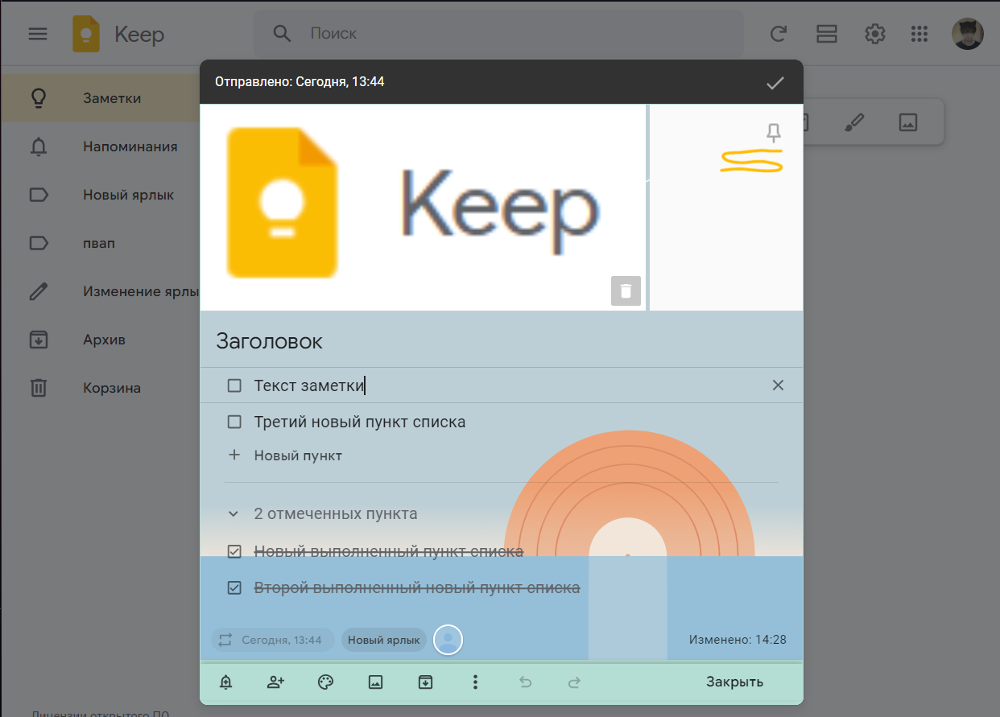 Keep
Поиск
Отправлено: Сегодня, 13:44
Заметки
Напоминания
Новый ярлык
пвап
Изменение ярлы
Архив
Корзина
Keep
Заголовок
Текст заметки
Третий новый пункт списка
Новый пункт
2 отмеченных пункта
Новый выполненный пункт списка
Второй выполненный новый пункт списка
Сегодня, 13:44
Новый ярлык
Изменено: 14:28
Закрыть
Лицензии открытого ПО